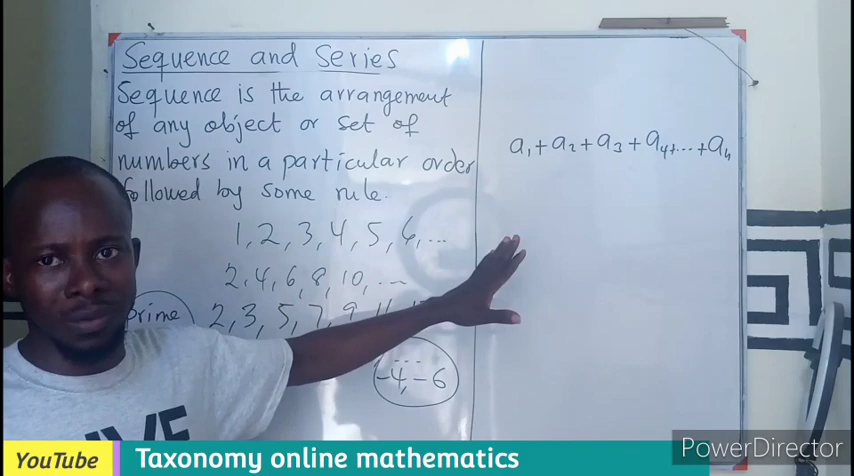 Sequence and Series
Sequence is the arrangement
of any object or set of
numbers in a particular order
followed by some rule.
1, 2, 3, 4, 5, 6, ...
2, 4, 6, 8, 10, ...
prime 2, 3, 5, 7, 9, 11,
-4, -6
a₁ + a₂ + a₃ + a₄ + ... + a
YouTube Taxonomy online mathematics
PowerDirector